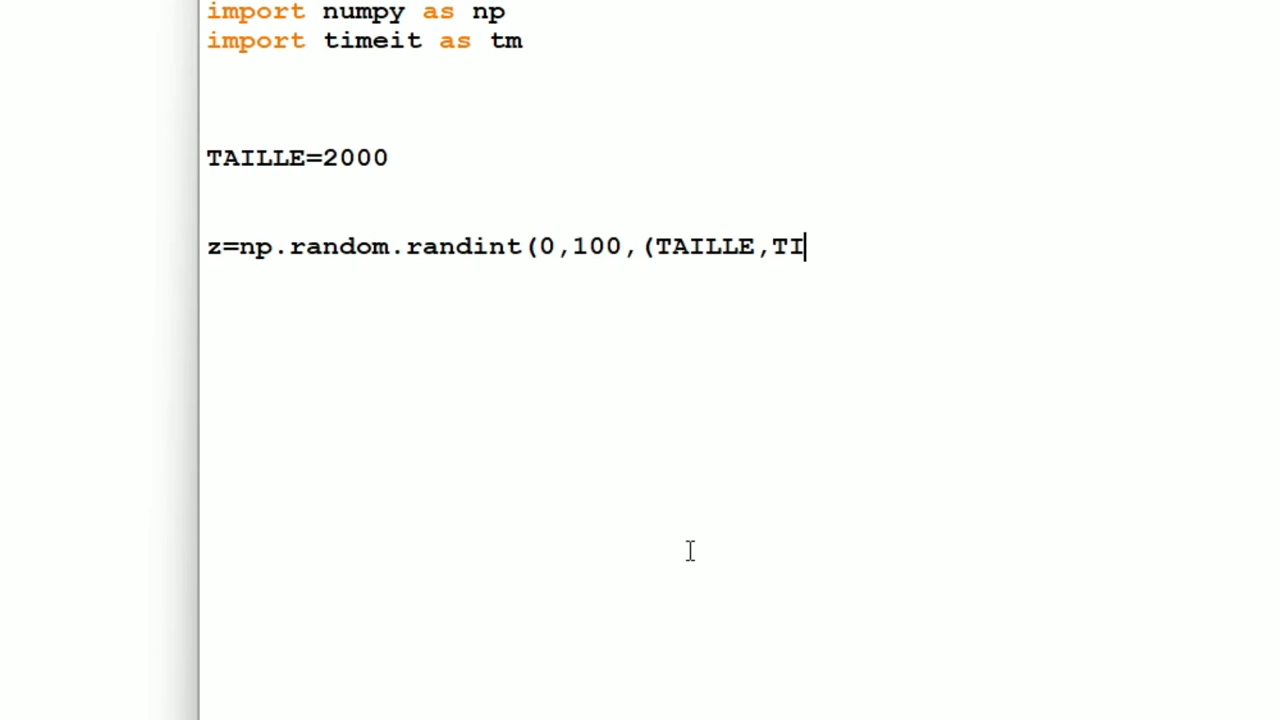 import numpy as np
import timeit as tm
TAILLE=2000
z=np.random.randint(0,100,(TAILLE,TI